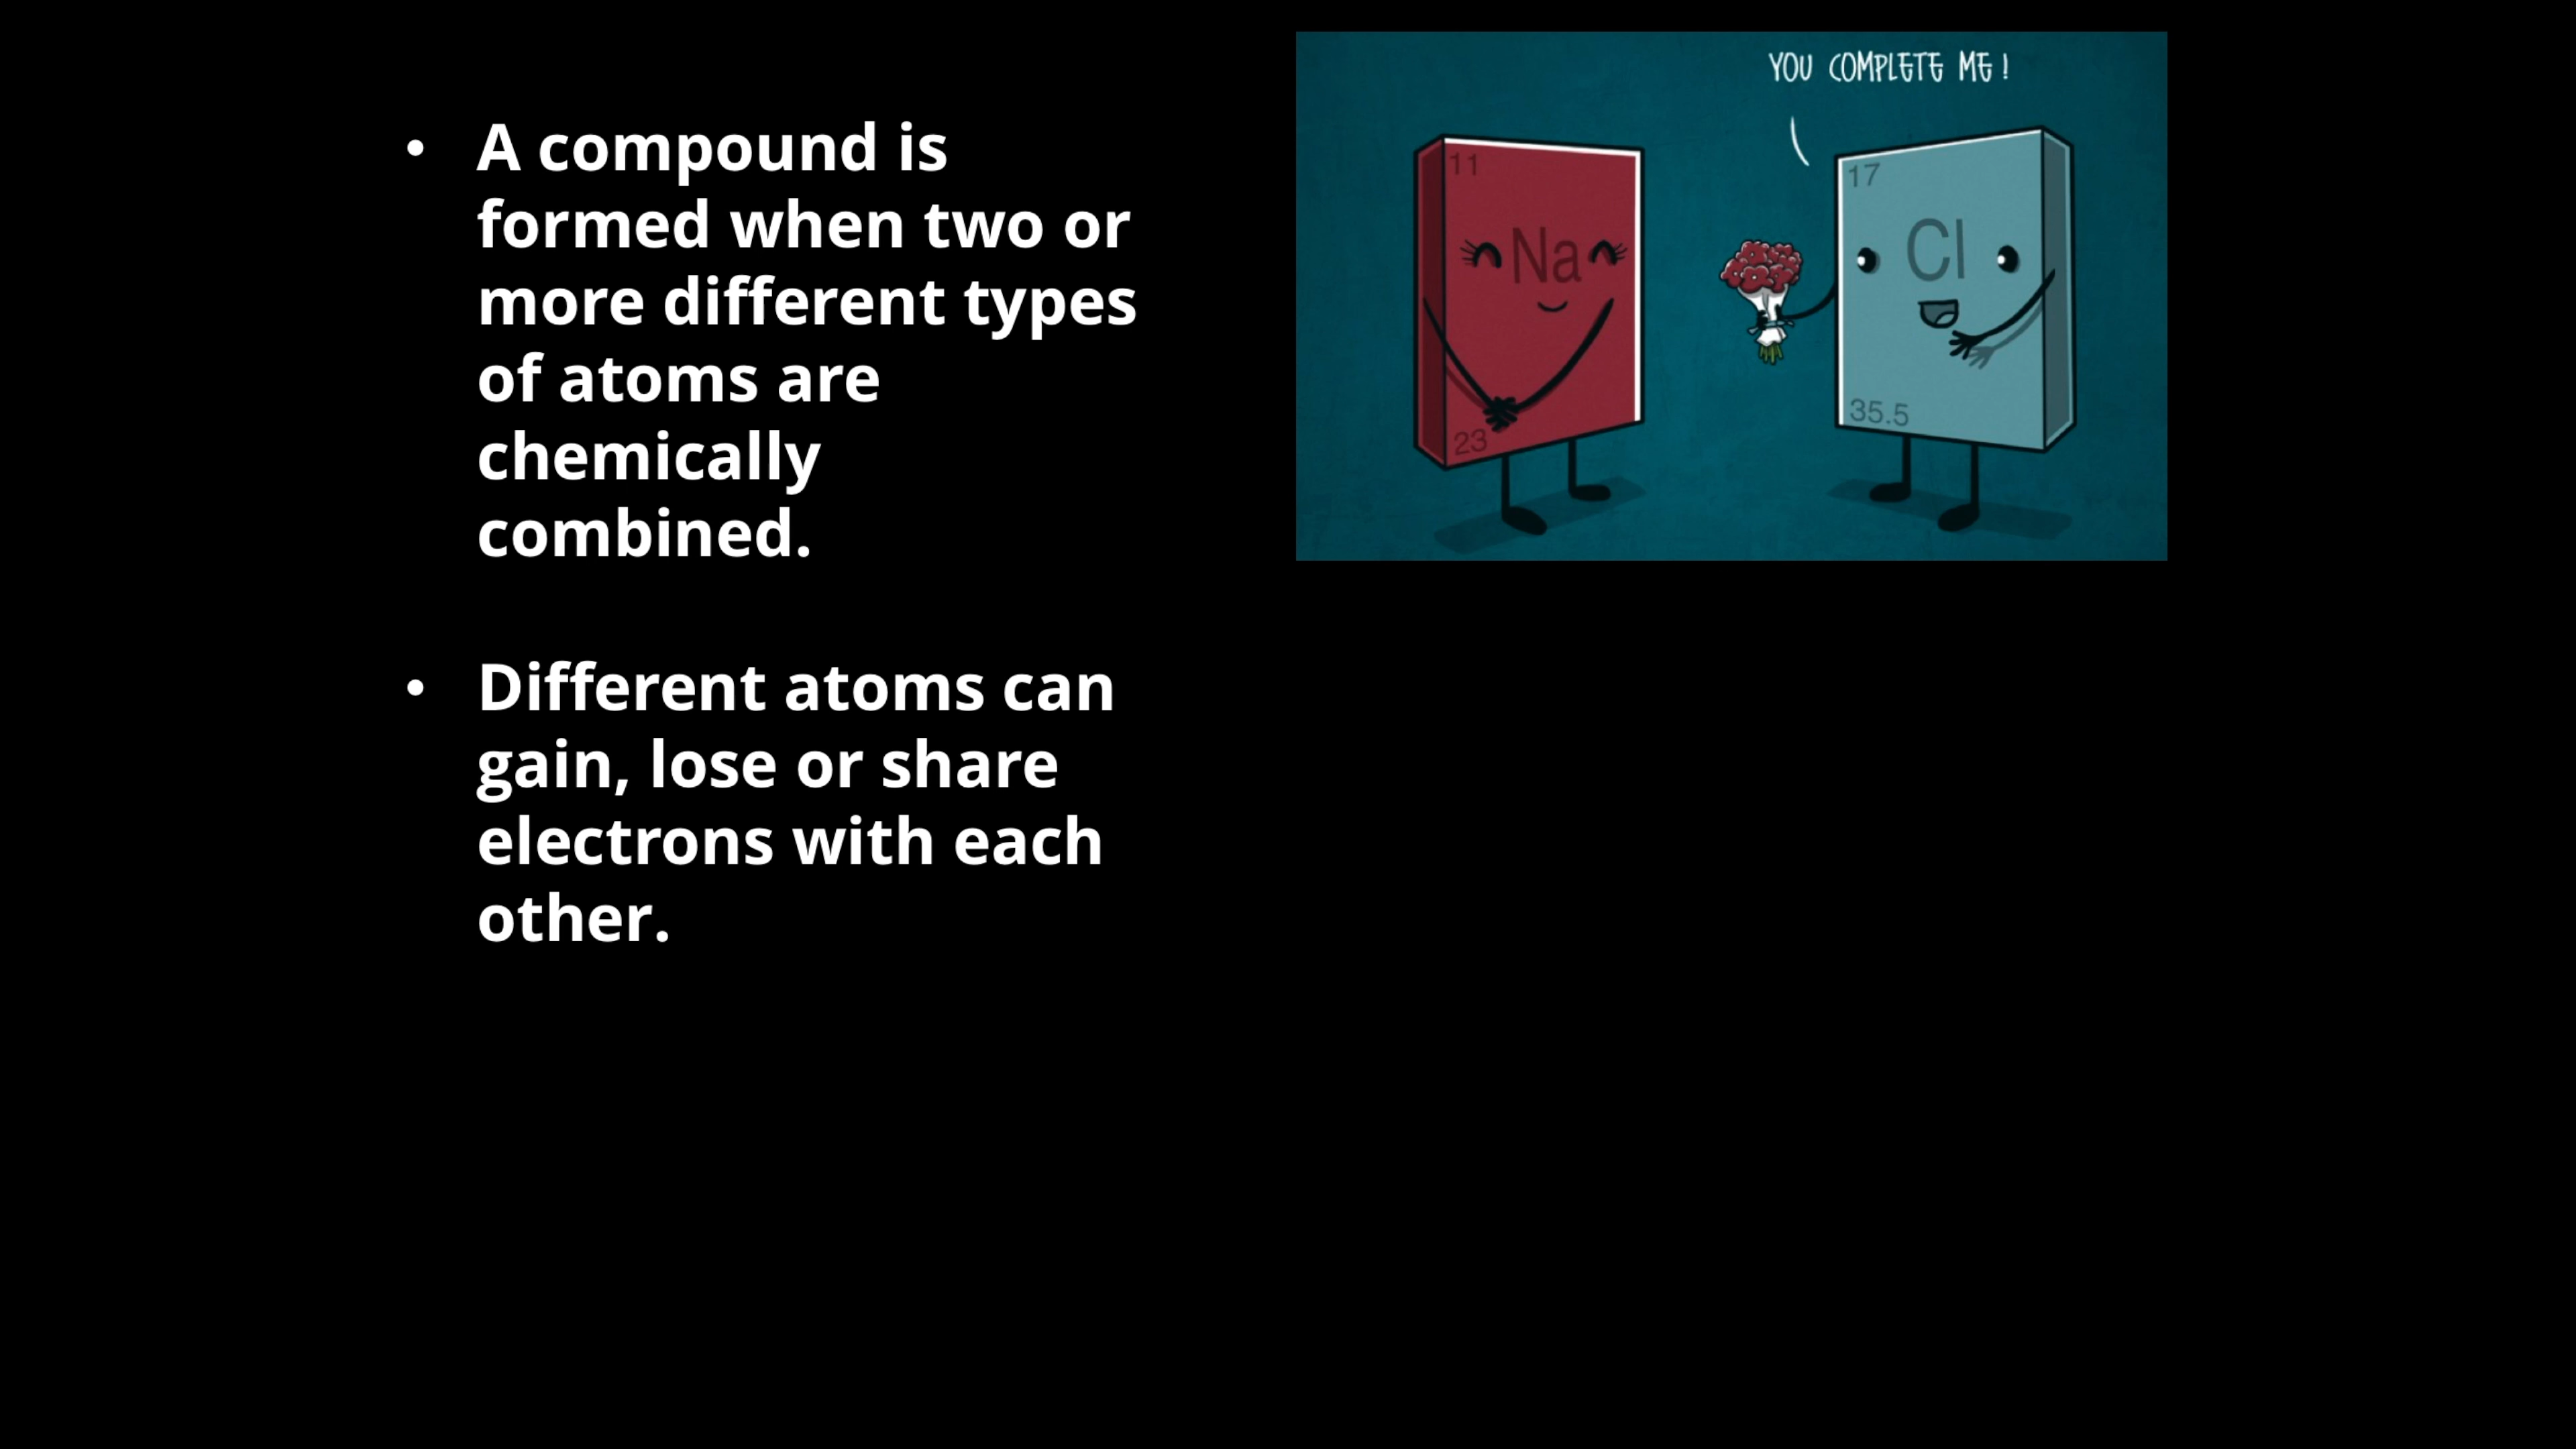 • A compound is
formed when two or
more different types
of atoms are
chemically
combined.
• Different atoms can
gain, lose or share
electrons with each
other.
YOU COMPLETE ME!
11
Na
23
17
Cl
35.5